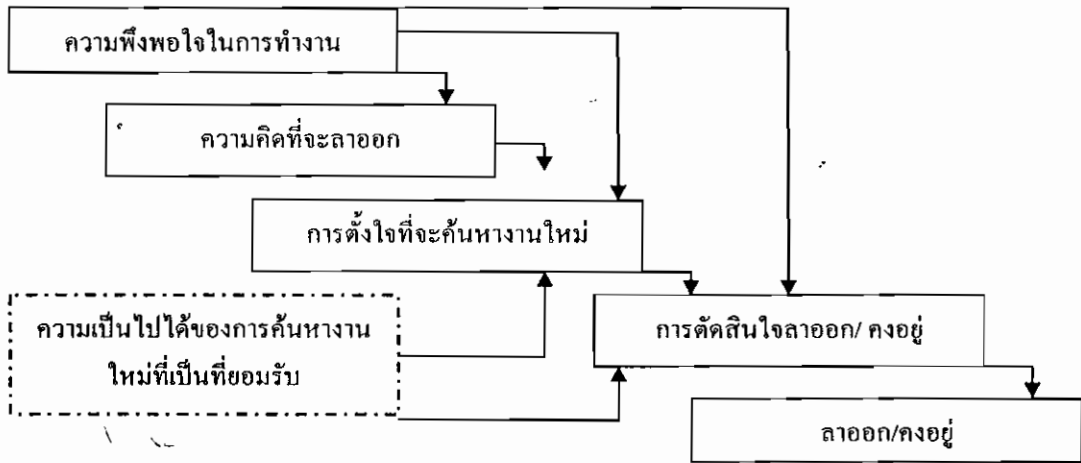 ความพึงพอใจในการทำงาน
ความคิดที่จะลาออก
การตั้งใจที่จะค้นหางานใหม่
ความเป็นไปได้ของการค้นหางาน
ใหม่ที่เป็นที่ยอมรับ
การตัดสินใจลาออก/ คงอยู่
ลาออก/คงอยู่